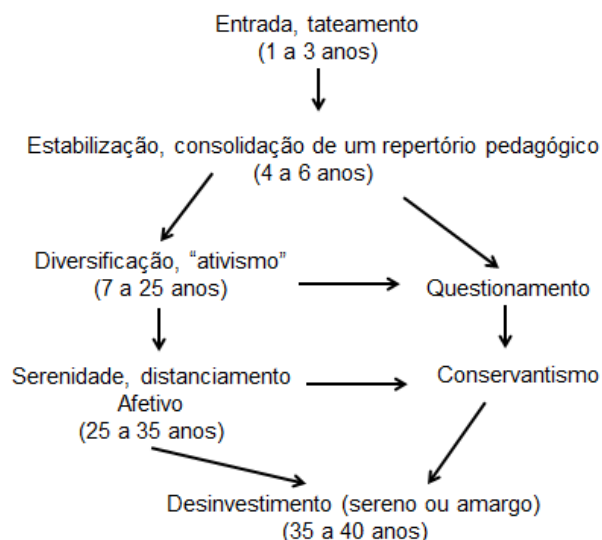 Entrada, tateamento
(1 a 3 anos)
Estabilização, consolidação de um repertório pedagógico
(4 a 6 anos)
Diversificação, “ativismo”
(7 a 25 anos)
Questionamento
Serenidade, distanciamento
Afetivo
(25 a 35 anos)
Conservantismo
Desinvestimento (sereno ou amargo)
(35 a 40 anos)